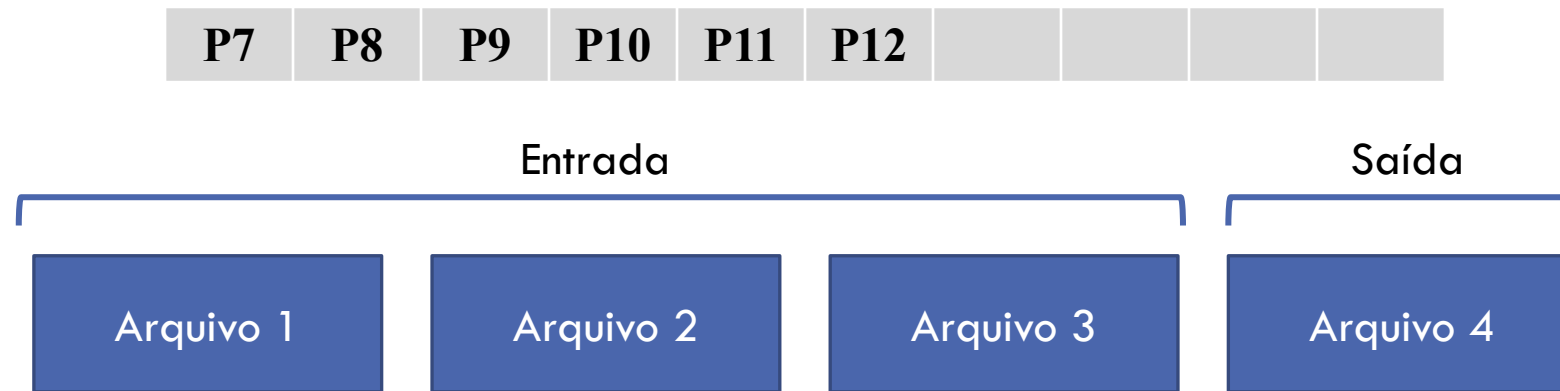 P7 P8 P9 P10 P11 P12
Entrada Saída
Arquivo 1 Arquivo 2 Arquivo 3 Arquivo 4